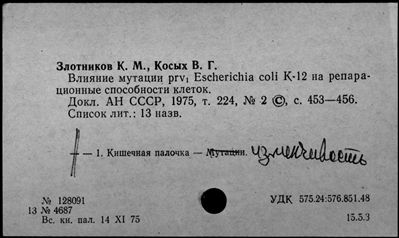 Злотников К. М., Косых В. Г.
Влияние мутации prv₁ Escherichia coli К-12 на репара-
ционные способности клеток.
Докл. АН СССР, 1975, т. 224, № 2 ©, с. 453—456.
Список лит.: 13 назв.
— 1. Кишечная палочка — Мутации. изменчивость
№ 128091
13 № 4687
Вс. кн. пал. 14 XI 75
УДК 575.24:576.851.48
15.5.3